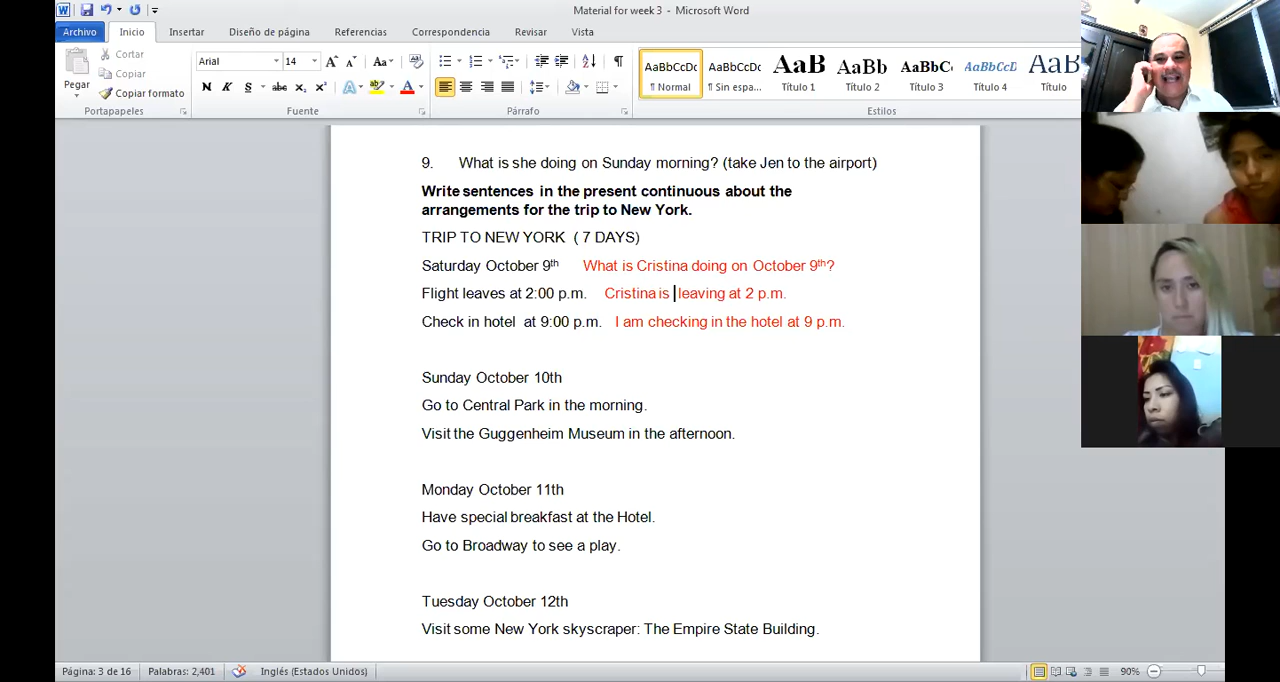 Material for week 3 - Microsoft Word
Archivo Inicio Insertar Diseño de página Referencias Correspondencia Revisar Vista
Pegar
Cortar
Copiar
Copiar formato
Portapapeles
Arial 14
Fuente
Párrafo
AaBbCcDc AaBbCcDc AaB AaBb AaBbC AaBbCcD AaB
¶ Normal ¶ Sin espa... Título 1 Título 2 Título 3 Título 4 Título
Estilos
9. What is she doing on Sunday morning? (take Jen to the airport)
Write sentences in the present continuous about the
arrangements for the trip to New York.
TRIP TO NEW YORK ( 7 DAYS)
Saturday October 9th What is Cristina doing on October 9th?
Flight leaves at 2:00 p.m. Cristina is leaving at 2 p.m.
Check in hotel at 9:00 p.m. I am checking in the hotel at 9 p.m.
Sunday October 10th
Go to Central Park in the morning.
Visit the Guggenheim Museum in the afternoon.
Monday October 11th
Have special breakfast at the Hotel.
Go to Broadway to see a play.
Tuesday October 12th
Visit some New York skyscraper: The Empire State Building.
Página: 3 de 16 Palabras: 2,401 Inglés (Estados Unidos) 90%